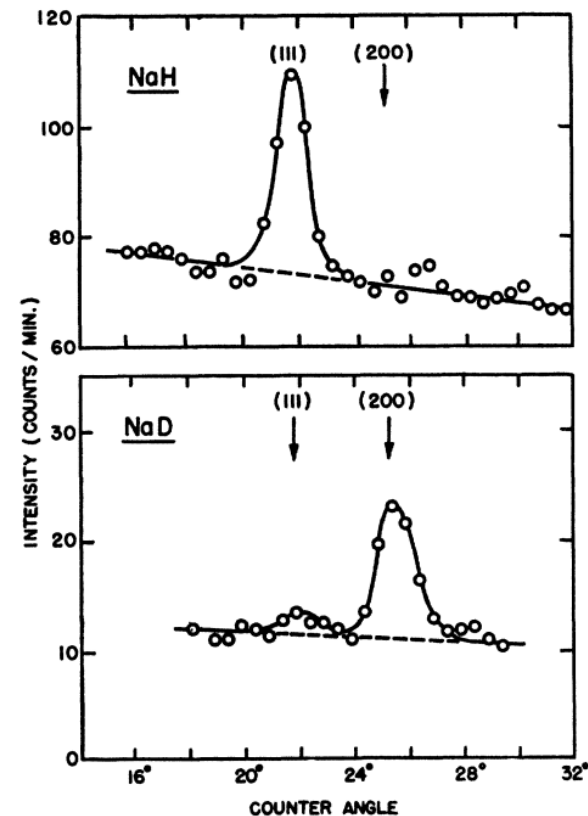 120
(111)
(200)
NaH
100
80
60
INTENSITY (COUNTS / MIN.)
(111)
(200)
NaD
30
20
10
0
16° 20° 24° 28° 32°
COUNTER ANGLE